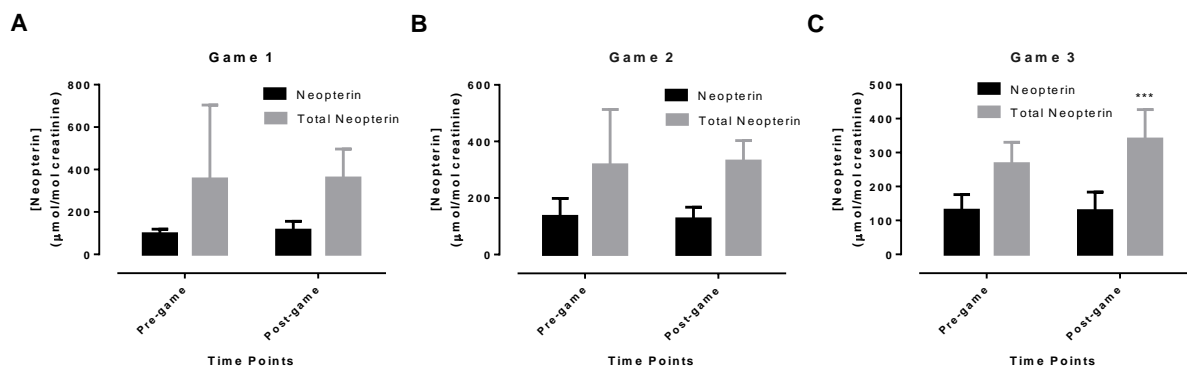 A
Game 1
[Neopterin]
(μmol/mol creatinine)
800
600
400
200
0
Neopterin
Total Neopterin
Pre-game
Post-game
Time Points
B
Game 2
[Neopterin]
(μmol/mol creatinine)
600
400
200
0
Neopterin
Total Neopterin
Pre-game
Post-game
Time Points
C
Game 3
[Neopterin]
(μmol/mol creatinine)
500
400
300
200
100
0
Neopterin
Total Neopterin
***
Pre-game
Post-game
Time Points